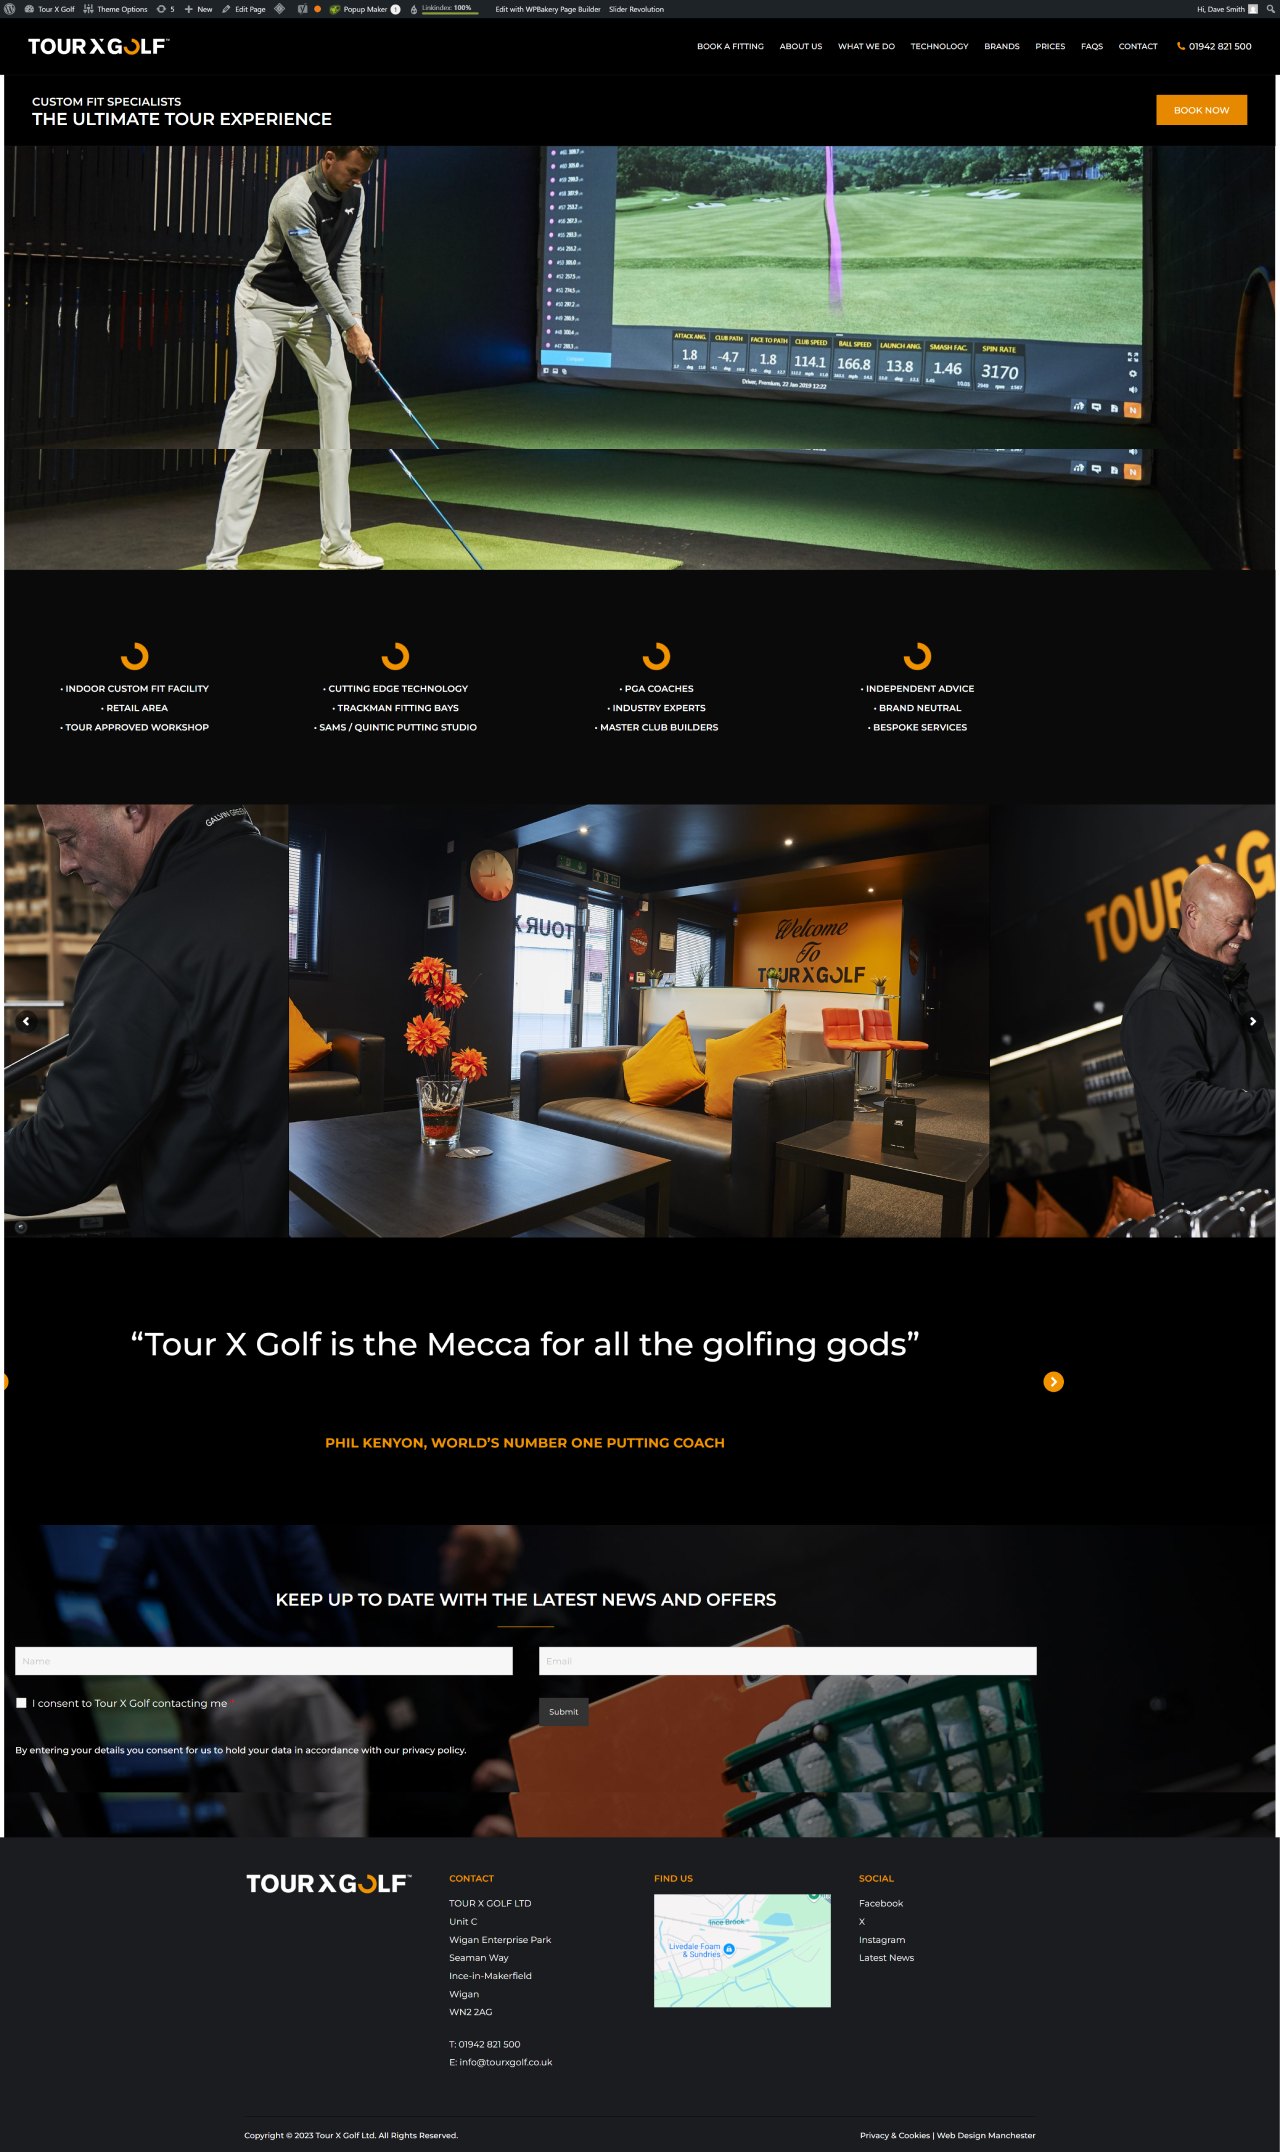 Tour X Golf Theme Options 5 New Edit Page Popup Maker 1 Linkindex: 100% Edit with WPBakery Page Builder Slider Revolution Hi, Dave Smith
TOUR X GOLF™
BOOK A FITTING ABOUT US WHAT WE DO TECHNOLOGY BRANDS PRICES FAQS CONTACT 01942 821 500
CUSTOM FIT SPECIALISTS
THE ULTIMATE TOUR EXPERIENCE
BOOK NOW
ATTACK ANG. CLUB PATH FACE TO PATH CLUB SPEED BALL SPEED LAUNCH ANG. SMASH FAC. SPIN RATE
1.8 -4.7 1.8 114.1 166.8 13.8 1.46 3170
Driver, Premium, 22 Jan 2019 12:22
N
N
• INDOOR CUSTOM FIT FACILITY
• RETAIL AREA
• TOUR APPROVED WORKSHOP
• CUTTING EDGE TECHNOLOGY
• TRACKMAN FITTING BAYS
• SAMS / QUINTIC PUTTING STUDIO
• PGA COACHES
• INDUSTRY EXPERTS
• MASTER CLUB BUILDERS
• INDEPENDENT ADVICE
• BRAND NEUTRAL
• BESPOKE SERVICES
GALVIN GREEN
TOUR X
Welcome
To
TOUR X GOLF
TOUR X G
“Tour X Golf is the Mecca for all the golfing gods”
PHIL KENYON, WORLD’S NUMBER ONE PUTTING COACH
KEEP UP TO DATE WITH THE LATEST NEWS AND OFFERS
Name
Email
I consent to Tour X Golf contacting me *
Submit
By entering your details you consent for us to hold your data in accordance with our privacy policy.
TOUR X GOLF™
CONTACT
TOUR X GOLF LTD
Unit C
Wigan Enterprise Park
Seaman Way
Ince-in-Makerfield
Wigan
WN2 2AG
T: 01942 821 500
E: info@tourxgolf.co.uk
FIND US
Ince Brook
Livedale Foam
& Sundries
SOCIAL
Facebook
X
Instagram
Latest News
Copyright © 2023 Tour X Golf Ltd. All Rights Reserved.
Privacy & Cookies | Web Design Manchester